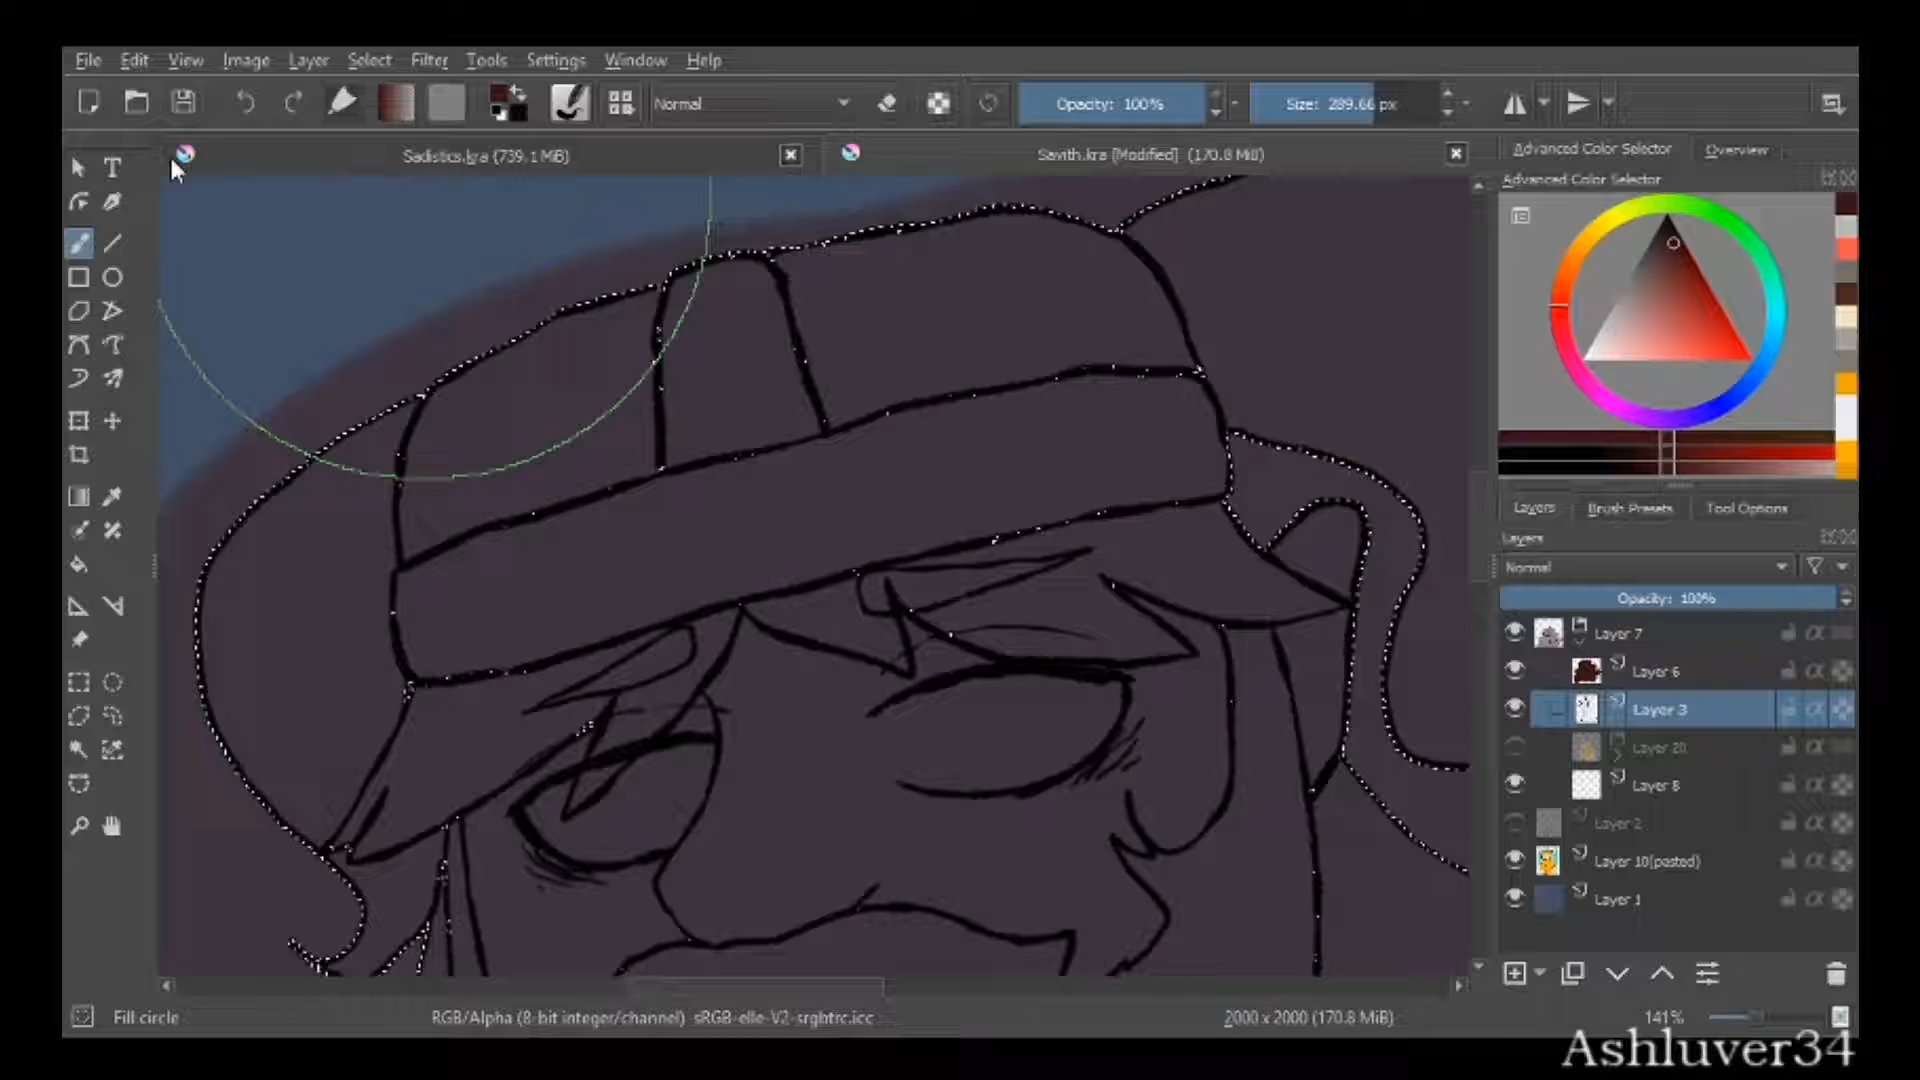 File Edit View Image Layer Select Filter Tools Settings Window Help
Normal Opacity: 100% Size: 289.66 px
Sadistics.kra (739.1 MiB) Savith.kra [Modified] (170.8 MiB)
Advanced Color Selector Overview
Advanced Color Selector
Layers Brush Presets Tool Options
Layers
Normal
Opacity: 100%
Layer 7
Layer 6
Layer 3
Layer 20
Layer 8
Layer 2
Layer 10(pasted)
Layer 1
Fill circle RGB/Alpha (8-bit integer/channel) sRGB-elle-V2-srgbtrc.icc 2000 x 2000 (170.8 MiB) 141%
Ashluver34